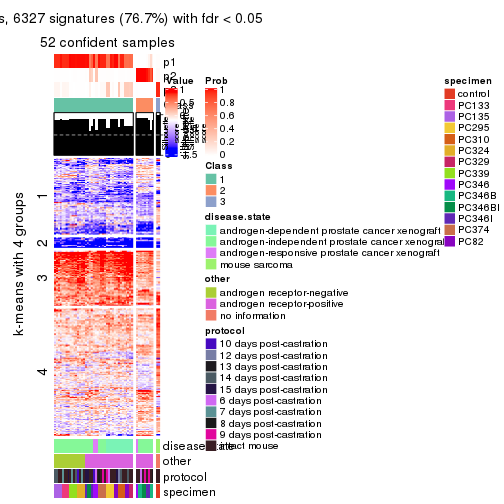 s, 6327 signatures (76.7%) with fdr < 0.05
52 confident samples
p1
p2
Value
1
0.5
Prob
1
0.8
0.6
0.4
0.2
0
Class
1
2
3
disease.state
androgen-dependent prostate cancer xenograft
androgen-independent prostate cancer xenograft
androgen-responsive prostate cancer xenograft
mouse sarcoma
other
androgen receptor-negative
androgen receptor-positive
no information
protocol
10 days post-castration
12 days post-castration
13 days post-castration
14 days post-castration
15 days post-castration
6 days post-castration
7 days post-castration
8 days post-castration
9 days post-castration
intact mouse
specimen
control
PC133
PC135
PC295
PC310
PC324
PC329
PC339
PC346
PC346B
PC346BI
PC346I
PC374
PC82
k-means with 4 groups
1
2
3
4
disease.state
other
protocol
specimen